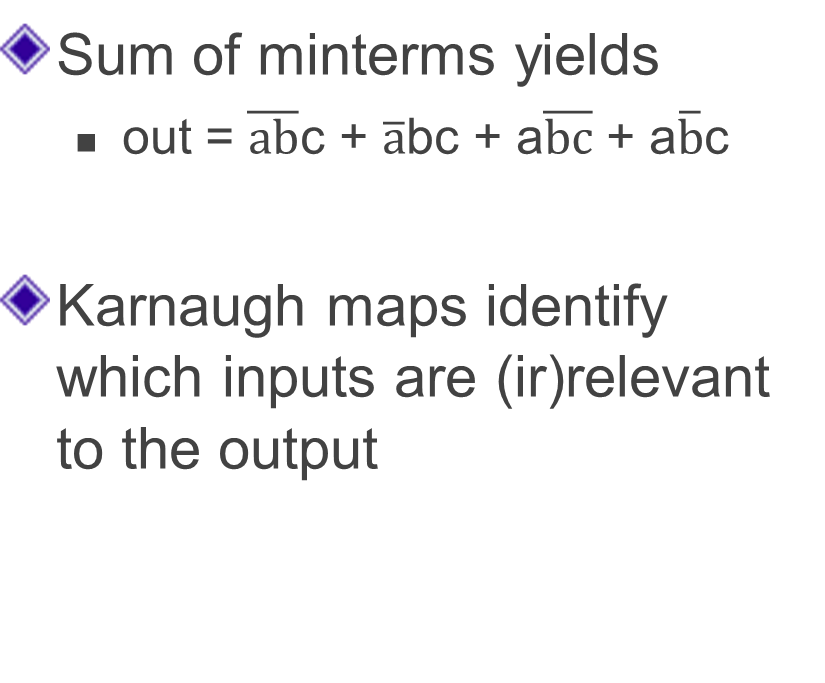 Sum of minterms yields
▪ out = a̅b̅c + a̅bc + ab̅c̅ + ab̅c
Karnaugh maps identify
which inputs are (ir)relevant
to the output